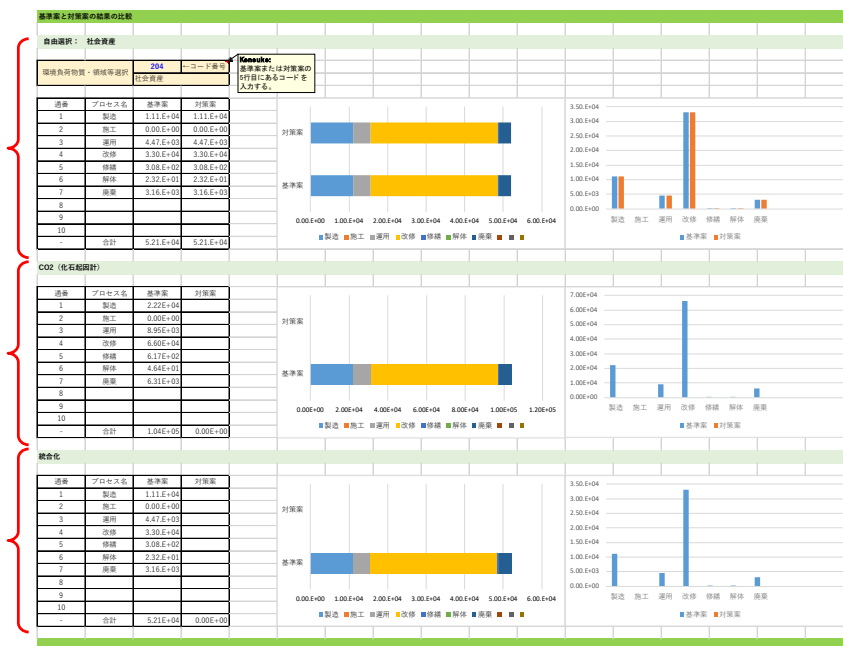 基準案と対策案の結果の比較
自由選択： 社会資産
環境負荷物質・領域等選択 204 ←コード番号
社会資産
Kensuke:
基準案または対策案の
5行目にあるコードを
入力する。
通番 プロセス名 基準案 対策案
1 製造 1.11.E+04 1.11.E+04
2 施工 0.00.E+00 0.00.E+00
3 運用 4.47.E+03 4.47.E+03
4 改修 3.30.E+04 3.30.E+04
5 修繕 3.08.E+02 3.08.E+02
6 解体 2.32.E+01 2.32.E+01
7 廃棄 3.16.E+03 3.16.E+03
8
9
10
- 合計 5.21.E+04 5.21.E+04
対策案
基準案
0.00.E+00 1.00.E+04 2.00.E+04 3.00.E+04 4.00.E+04 5.00.E+04 6.00.E+04
製造 施工 運用 改修 修繕 解体 廃棄
3.50.E+04
3.00.E+04
2.50.E+04
2.00.E+04
1.50.E+04
1.00.E+04
5.00.E+03
0.00.E+00
製造 施工 運用 改修 修繕 解体 廃棄
基準案 対策案
CO2（化石起因計）
通番 プロセス名 基準案 対策案
1 製造 2.22E+04
2 施工 0.00E+00
3 運用 8.95E+03
4 改修 6.60E+04
5 修繕 6.17E+02
6 解体 4.64E+01
7 廃棄 6.31E+03
8
9
10
- 合計 1.04E+05 0.00E+00
対策案
基準案
0.00E+00 2.00E+04 4.00E+04 6.00E+04 8.00E+04 1.00E+05 1.20E+05
製造 施工 運用 改修 修繕 解体 廃棄
7.00E+04
6.00E+04
5.00E+04
4.00E+04
3.00E+04
2.00E+04
1.00E+04
0.00E+00
製造 施工 運用 改修 修繕 解体 廃棄
基準案 対策案
統合化
通番 プロセス名 基準案 対策案
1 製造 1.11.E+04
2 施工 0.00.E+00
3 運用 4.47.E+03
4 改修 3.30.E+04
5 修繕 3.08.E+02
6 解体 2.32.E+01
7 廃棄 3.16.E+03
8
9
10
- 合計 5.21E+04 0.00E+00
対策案
基準案
0.00.E+00 1.00.E+04 2.00.E+04 3.00.E+04 4.00.E+04 5.00.E+04 6.00.E+04
製造 施工 運用 改修 修繕 解体 廃棄
3.50.E+04
3.00.E+04
2.50.E+04
2.00.E+04
1.50.E+04
1.00.E+04
5.00.E+03
0.00.E+00
製造 施工 運用 改修 修繕 解体 廃棄
基準案 対策案